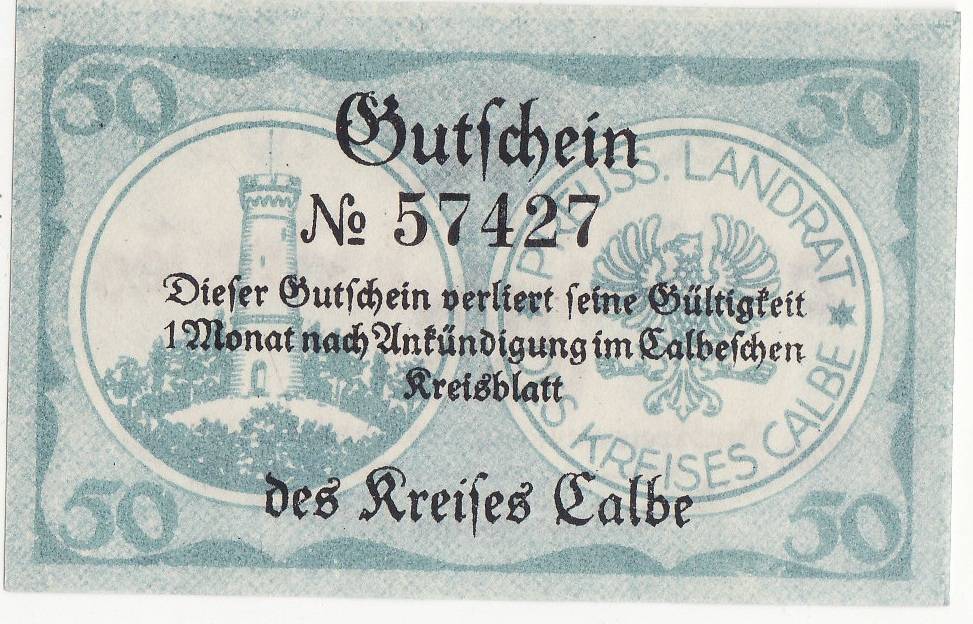 50 50
Gutſchein
№ 57427
Dieſer Gutſchein verliert ſeine Gültigkeit
1 Monat nach Ankündigung im Calbeſchen
Kreisblatt
des Kreiſes Calbe
PREUSS. LANDRAT
KREISES CALBE
50 50